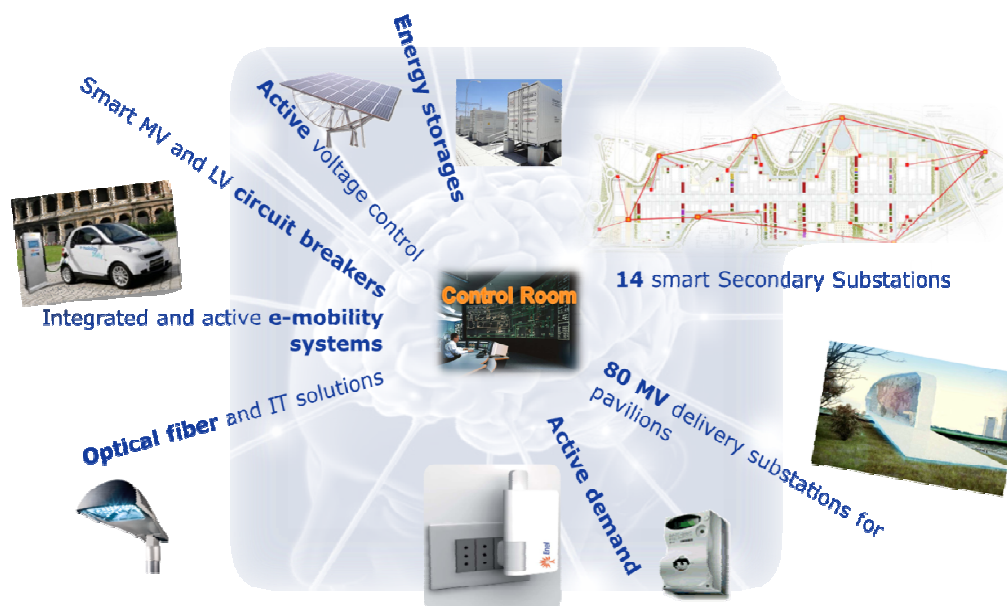 Energy storages
Active voltage control
Smart MV and LV circuit breakers
Integrated and active e-mobility
systems
Optical fiber and IT solutions
Control Room
14 smart Secondary Substations
80 MV delivery substations for
pavilions
Active demand
Enel